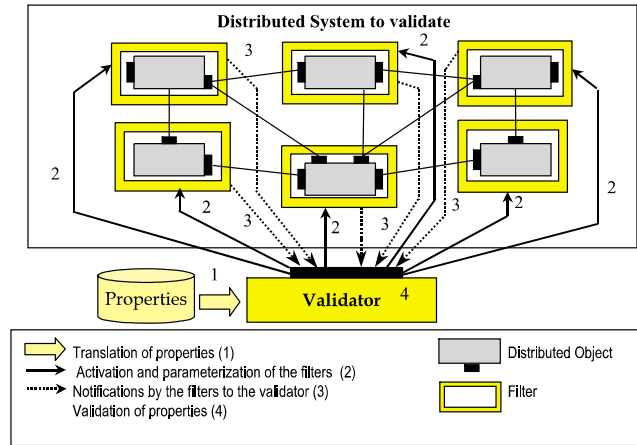 Distributed System to validate
3
2
3
2
3
2
2
3
2
2
3
2
1
Properties
Validator
4
Translation of properties (1)
Activation and parameterization of the filters (2)
Notifications by the filters to the validator (3)
Validation of properties (4)
Distributed Object
Filter